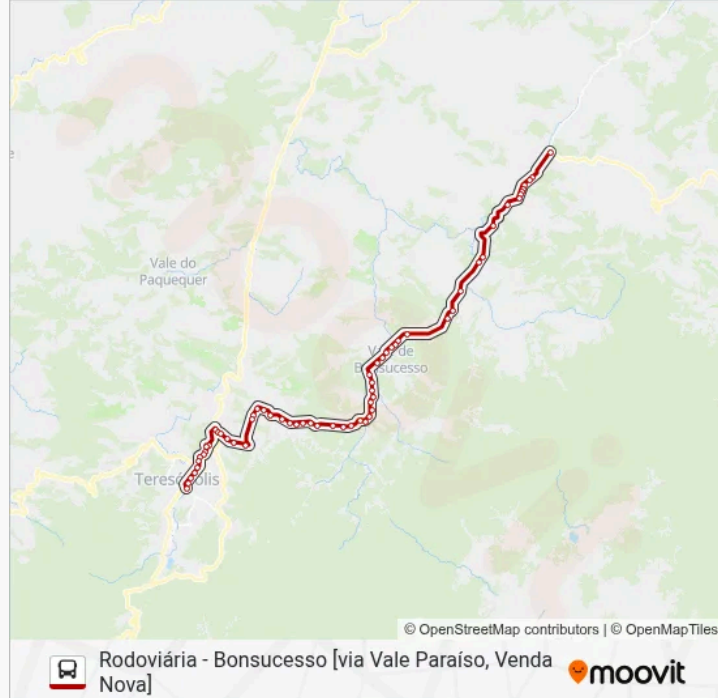 Vale do
Paquequer
Vale de
Bonsucesso
Teresópolis
© OpenStreetMap contributors | © OpenMapTiles
Rodoviária - Bonsucesso [via Vale Paraíso, Venda
Nova]
moovit